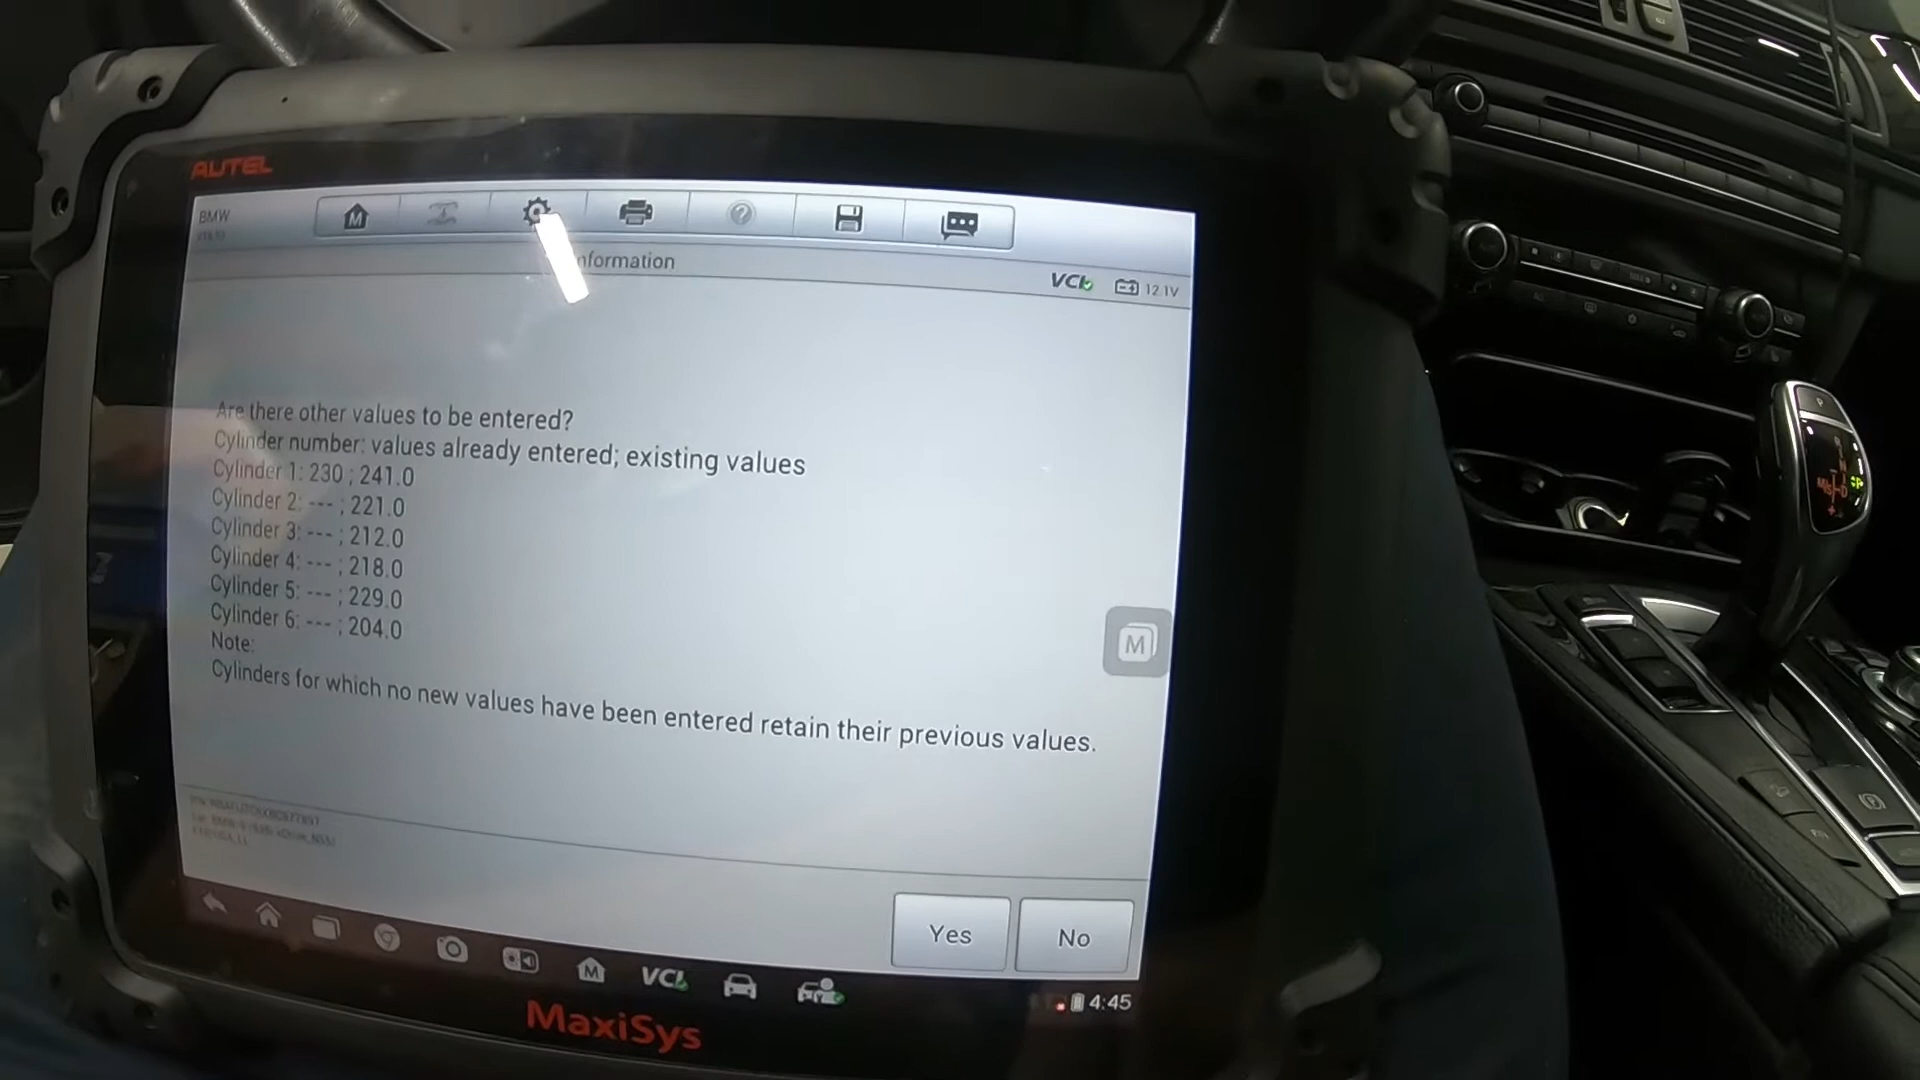 AUTEL
BMW
nformation
VCI
12.1V
Are there other values to be entered?
Cylinder number: values already entered; existing values
Cylinder 1: 230 ; 241.0
Cylinder 2: --- ; 221.0
Cylinder 3: --- ; 212.0
Cylinder 4: --- ; 218.0
Cylinder 5: --- ; 229.0
Cylinder 6: --- ; 204.0
Note:
Cylinders for which no new values have been entered retain their previous values.
M
Yes
No
M
VCI
4:45
MaxiSys